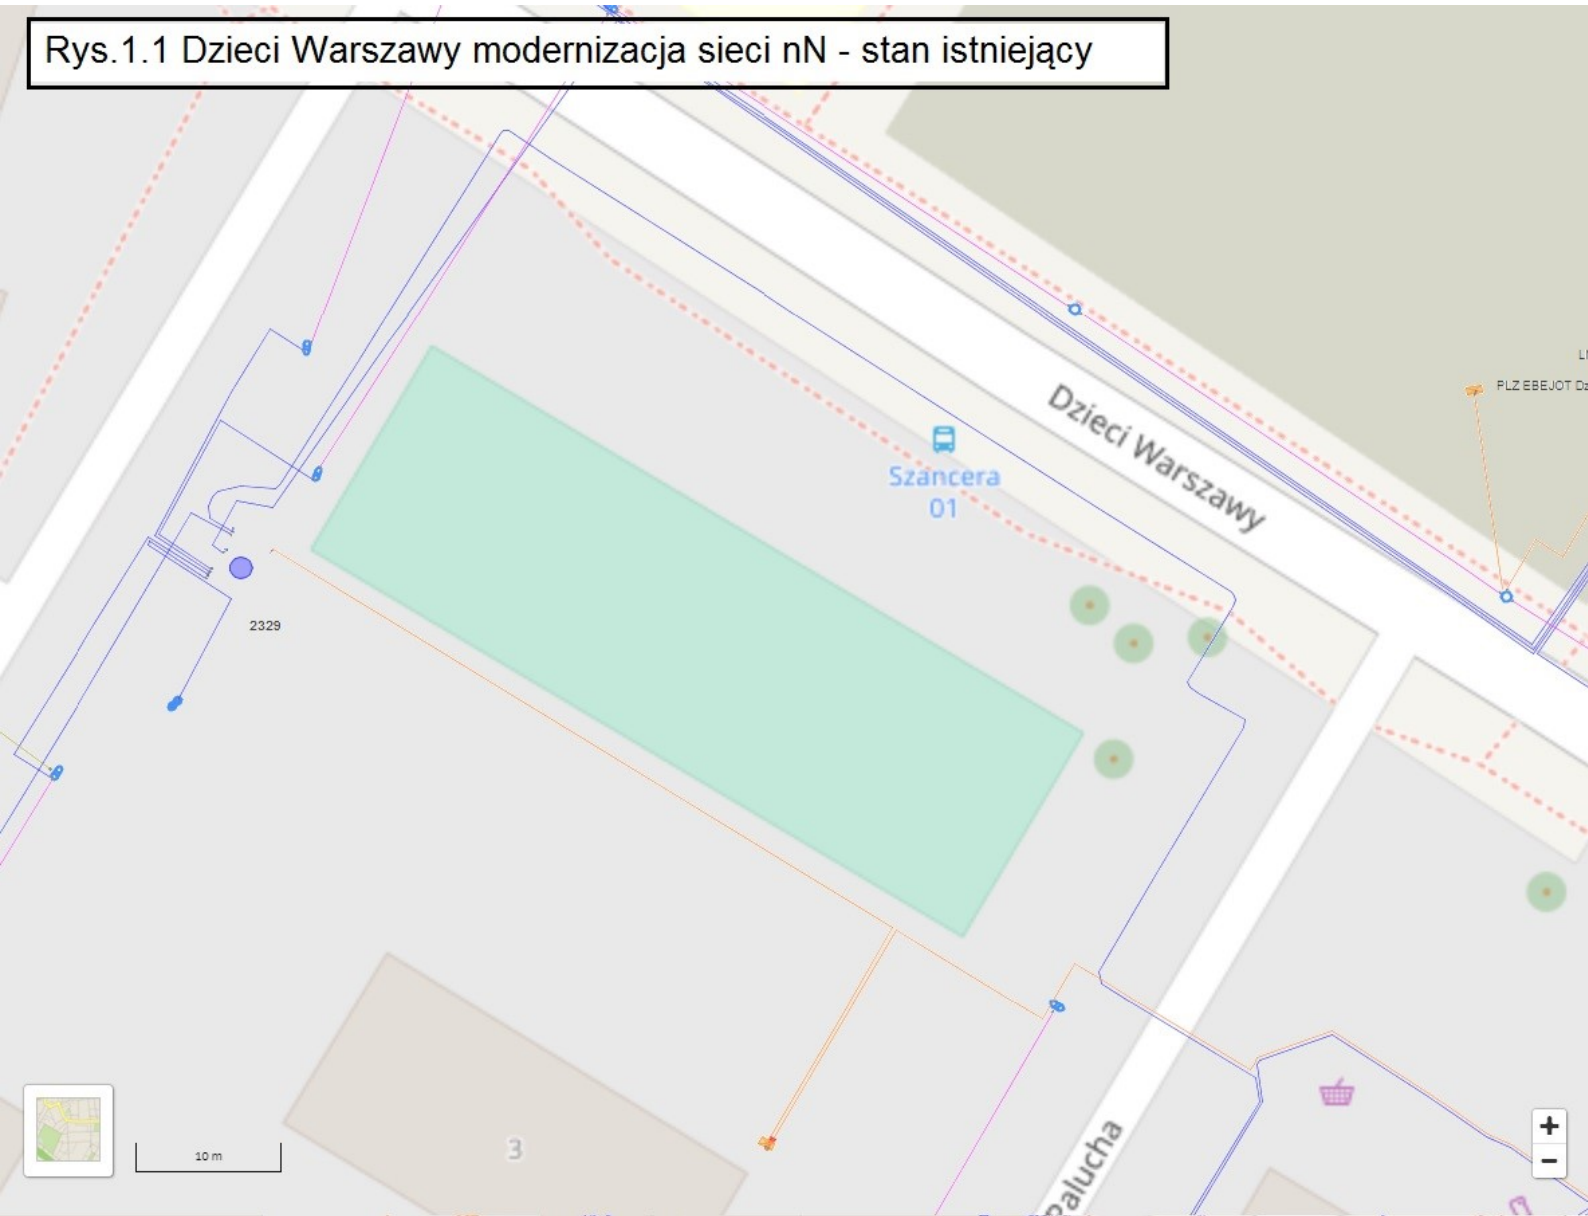 Rys.1.1 Dzieci Warszawy modernizacja sieci nN - stan istniejący
PLZ EBEJOT
Dzieci Warszawy
Szancera
01
2329
3
10 m
Palucha
+
−